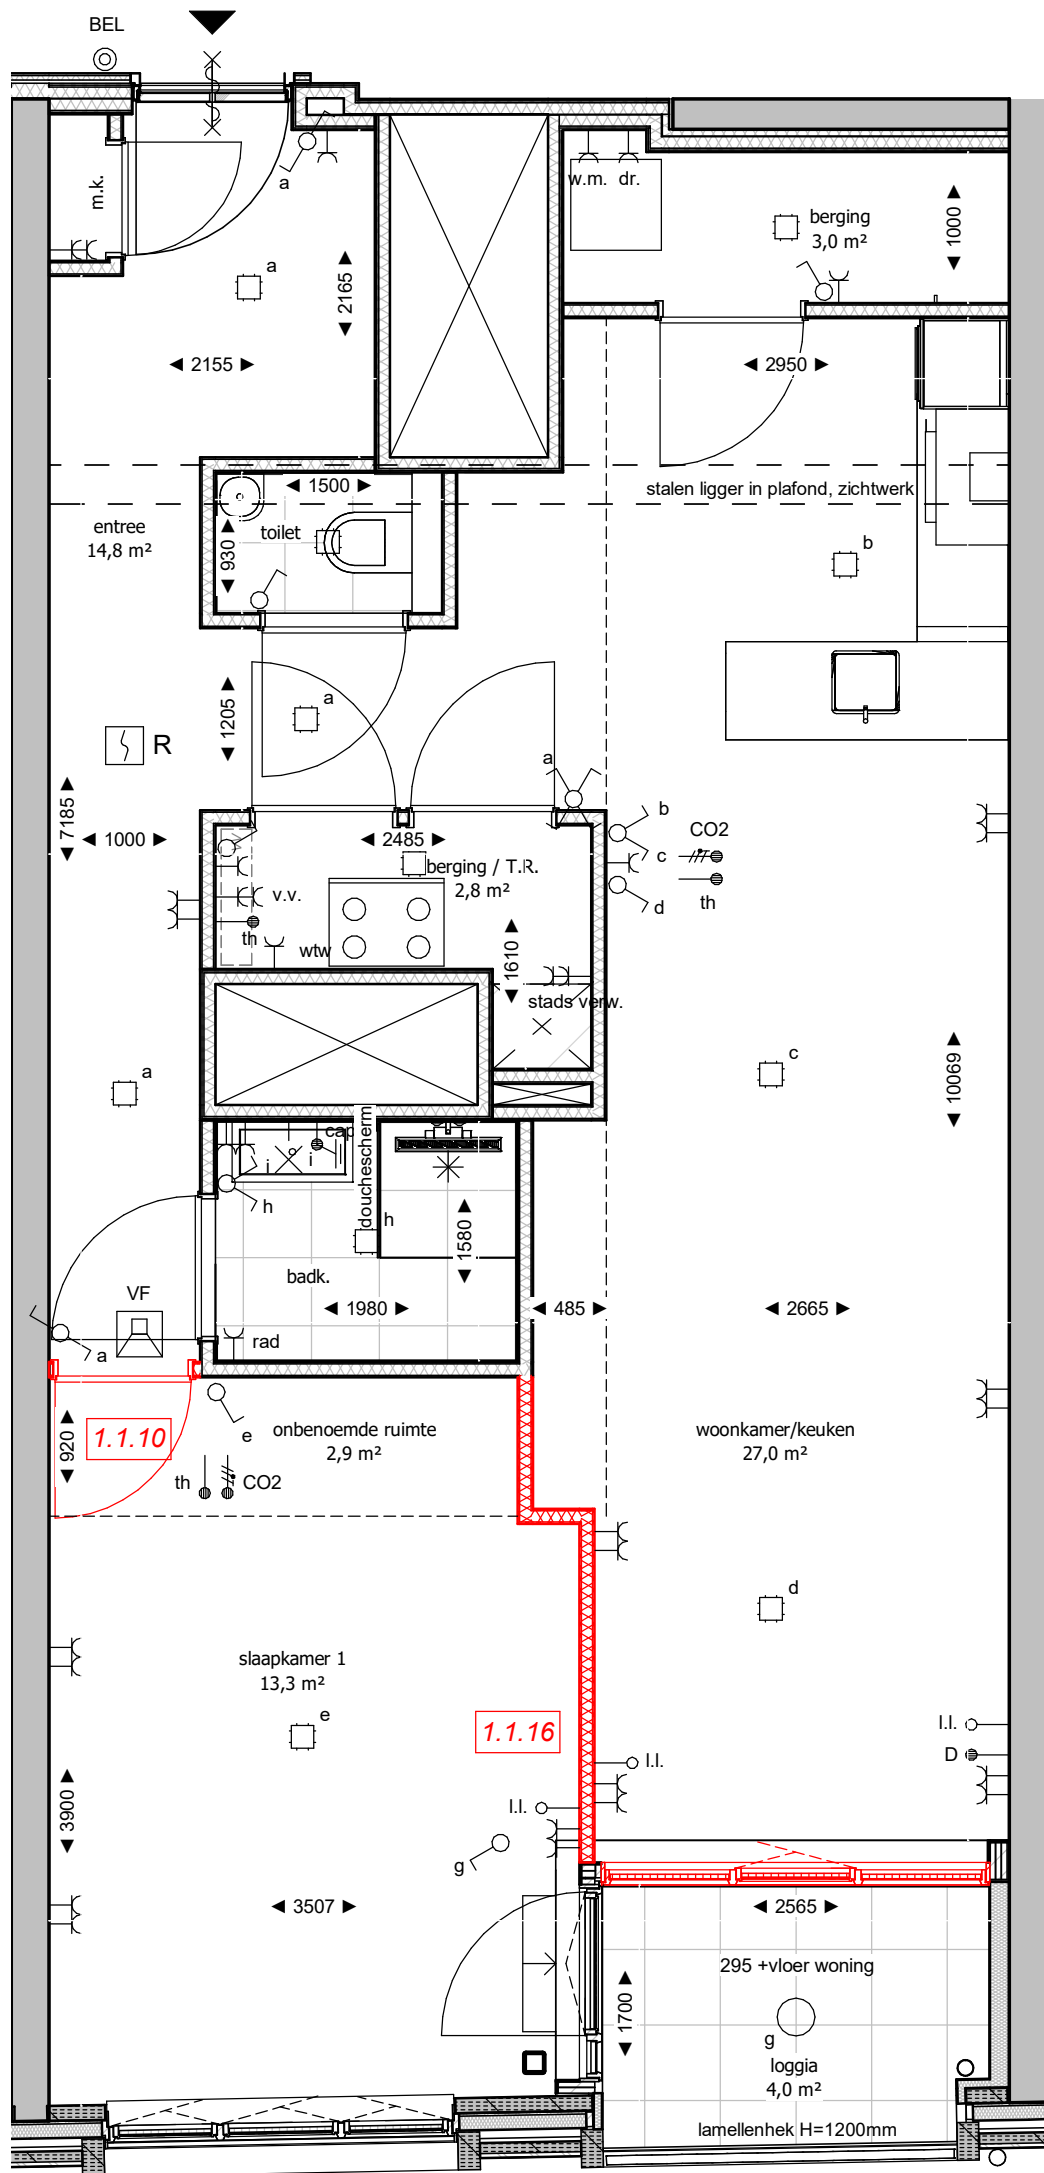 BEL
m.k.
a
w.m. dr.
berging
3,0 m²
1000
a
2165
2155
2950
stalen ligger in plafond, zichtwerk
1500
entree
14,8 m²
toilet
930
b
1205
a
R
a
7185
1000
2485
b
CO2
c
berging / T.R.
2,8 m²
v.v.
d
th
th
wtw
1610
stads verw.
a
c
10069
cap
i
i
douchescherm
h
h
1580
badk.
VF
1980
485
2665
a
rad
920
1.1.10
e
onbenoemde ruimte
2,9 m²
woonkamer/keuken
27,0 m²
th
CO2
d
slaapkamer 1
13,3 m²
e
1.1.16
l.l.
D
l.l.
3900
l.l.
g
3507
2565
295 +vloer woning
1700
g
loggia
4,0 m²
lamellenhek H=1200mm